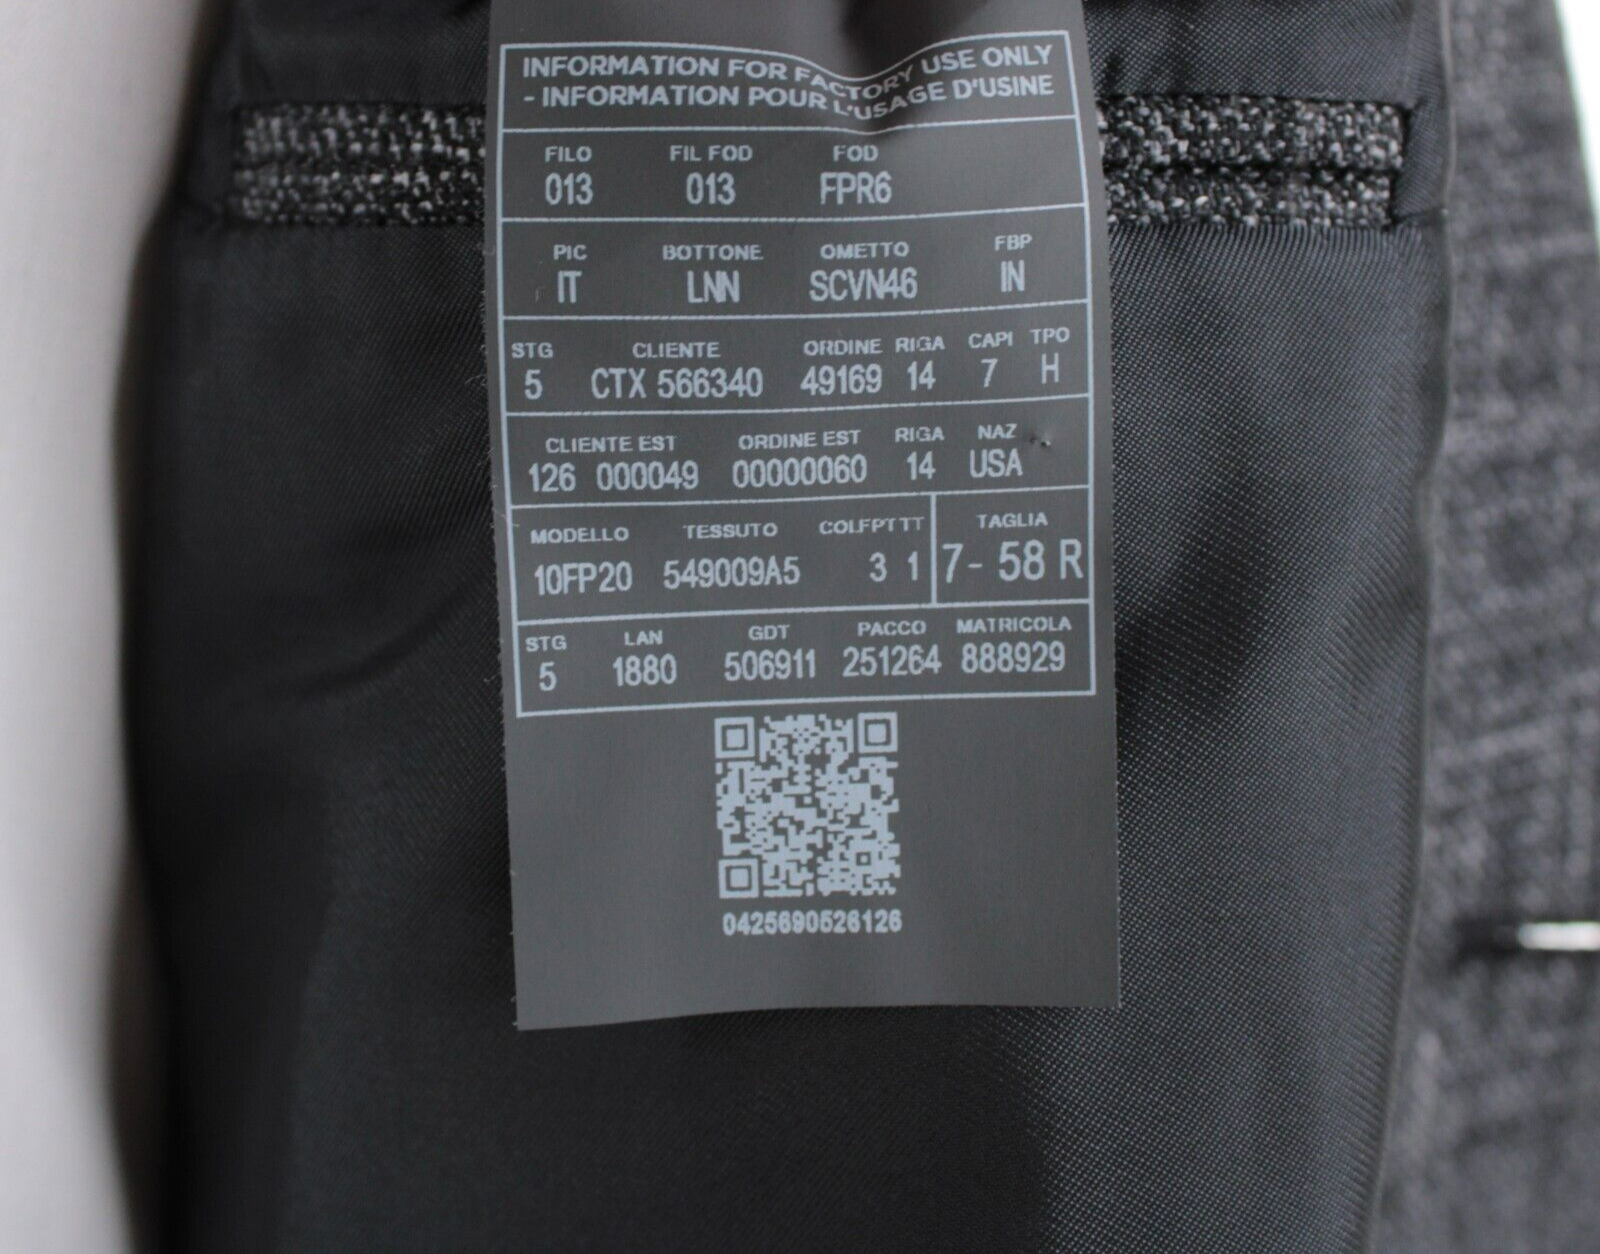 INFORMATION FOR FACTORY USE ONLY
- INFORMATION POUR L'USAGE D'USINE
FILO FIL FOD FOD
013 013 FPR6
PIC BOTTONE OMETTO FBP
IT LNN SCVN46 IN
STG CLIENTE ORDINE RIGA CAPI TPO
5 CTX 566340 49169 14 7 H
CLIENTE EST ORDINE EST RIGA NAZ
126 000049 00000060 14 USA
MODELLO TESSUTO COLFPTTT TAGLIA
10FP20 549009A5 3 1 7- 58 R
STG LAN GDT PACCO MATRICOLA
5 1880 506911 251264 888929
0425690526126